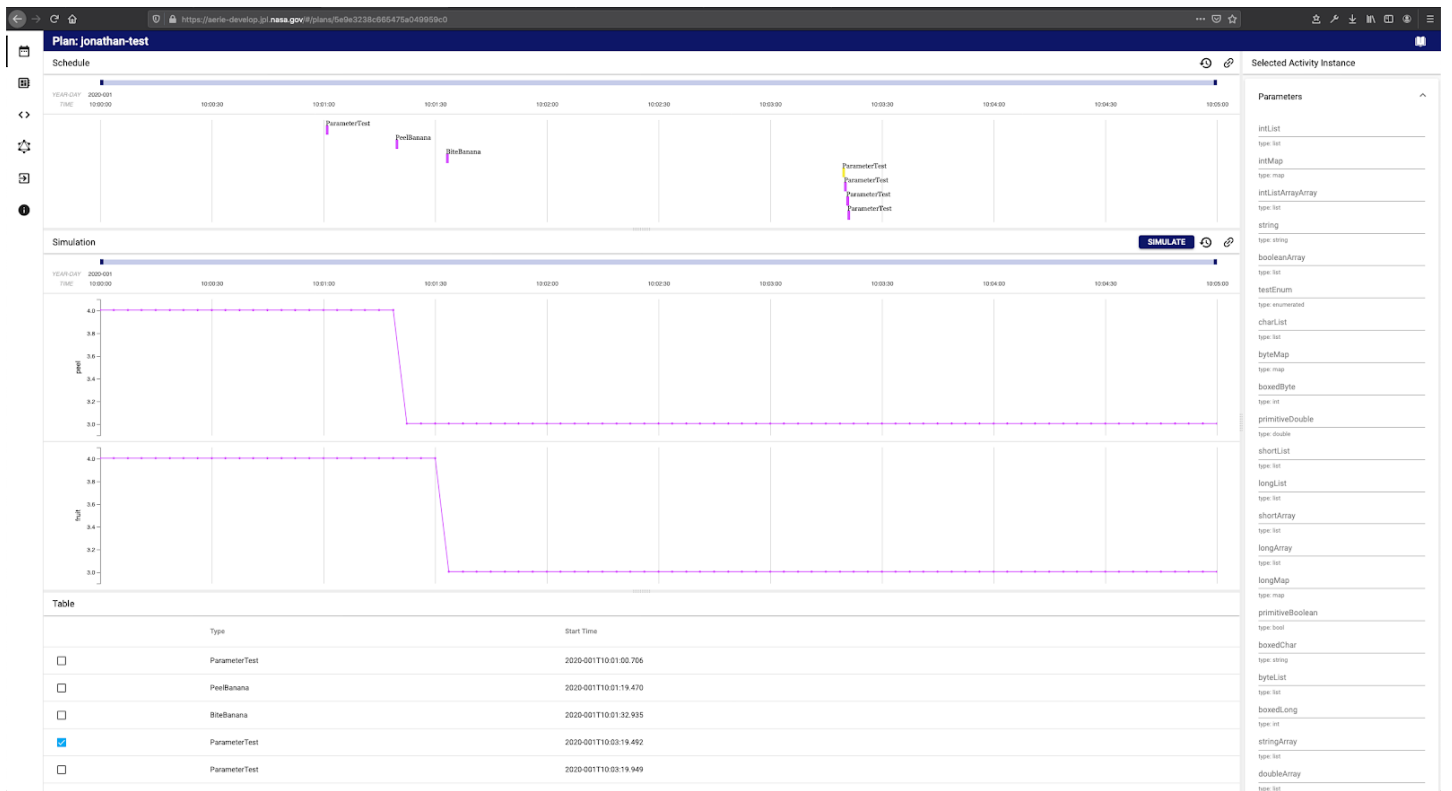 https://aerie-develop.jpl.nasa.gov/#/plans/5e9e3238c665475a049959c0
Plan: jonathan-test
Schedule
YEAR-DAY 2020-001
TIME 10:00:00 10:00:30 10:01:00 10:01:30 10:02:00 10:02:30 10:03:00 10:03:30 10:04:00 10:04:30 10:05:00
ParameterTest
PeelBanana
BiteBanana
ParameterTest
ParameterTest
ParameterTest
ParameterTest
Simulation
SIMULATE
YEAR-DAY 2020-001
TIME 10:00:00 10:00:30 10:01:00 10:01:30 10:02:00 10:02:30 10:03:00 10:03:30 10:04:00 10:04:30 10:05:00
peel
4.0
3.8
3.6
3.4
3.2
3.0
fruit
4.0
3.8
3.6
3.4
3.2
3.0
Table
Type Start Time
ParameterTest 2020-001T10:01:00.706
PeelBanana 2020-001T10:01:19.470
BiteBanana 2020-001T10:01:32.935
ParameterTest 2020-001T10:03:19.492
ParameterTest 2020-001T10:03:19.949
Selected Activity Instance
Parameters
intList
type: list
intMap
type: map
intListArrayArray
type: list
string
type: string
booleanArray
type: list
testEnum
type: enumerated
charList
type: list
byteMap
type: map
boxedByte
type: int
primitiveDouble
type: double
shortList
type: list
longList
type: list
shortArray
type: list
longArray
type: list
longMap
type: map
primitiveBoolean
type: bool
boxedChar
type: string
byteList
type: list
boxedLong
type: int
stringArray
type: list
doubleArray
type: list